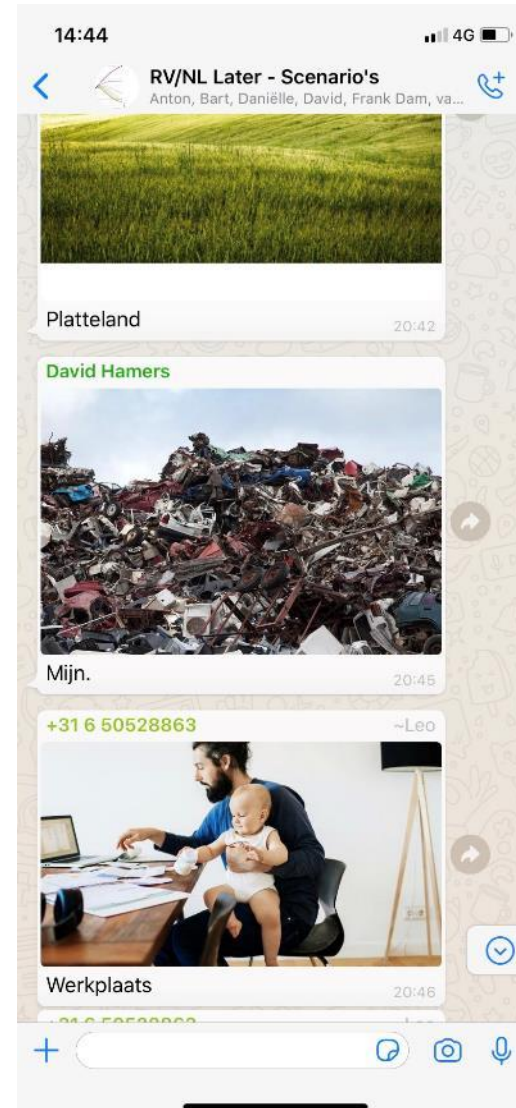 14:44
4G
RV/NL Later - Scenario's
Anton, Bart, Daniëlle, David, Frank Dam, va...
Platteland
20:42
David Hamers
Mijn.
20:45
+31 6 50528863 ~Leo
Werkplaats
20:46